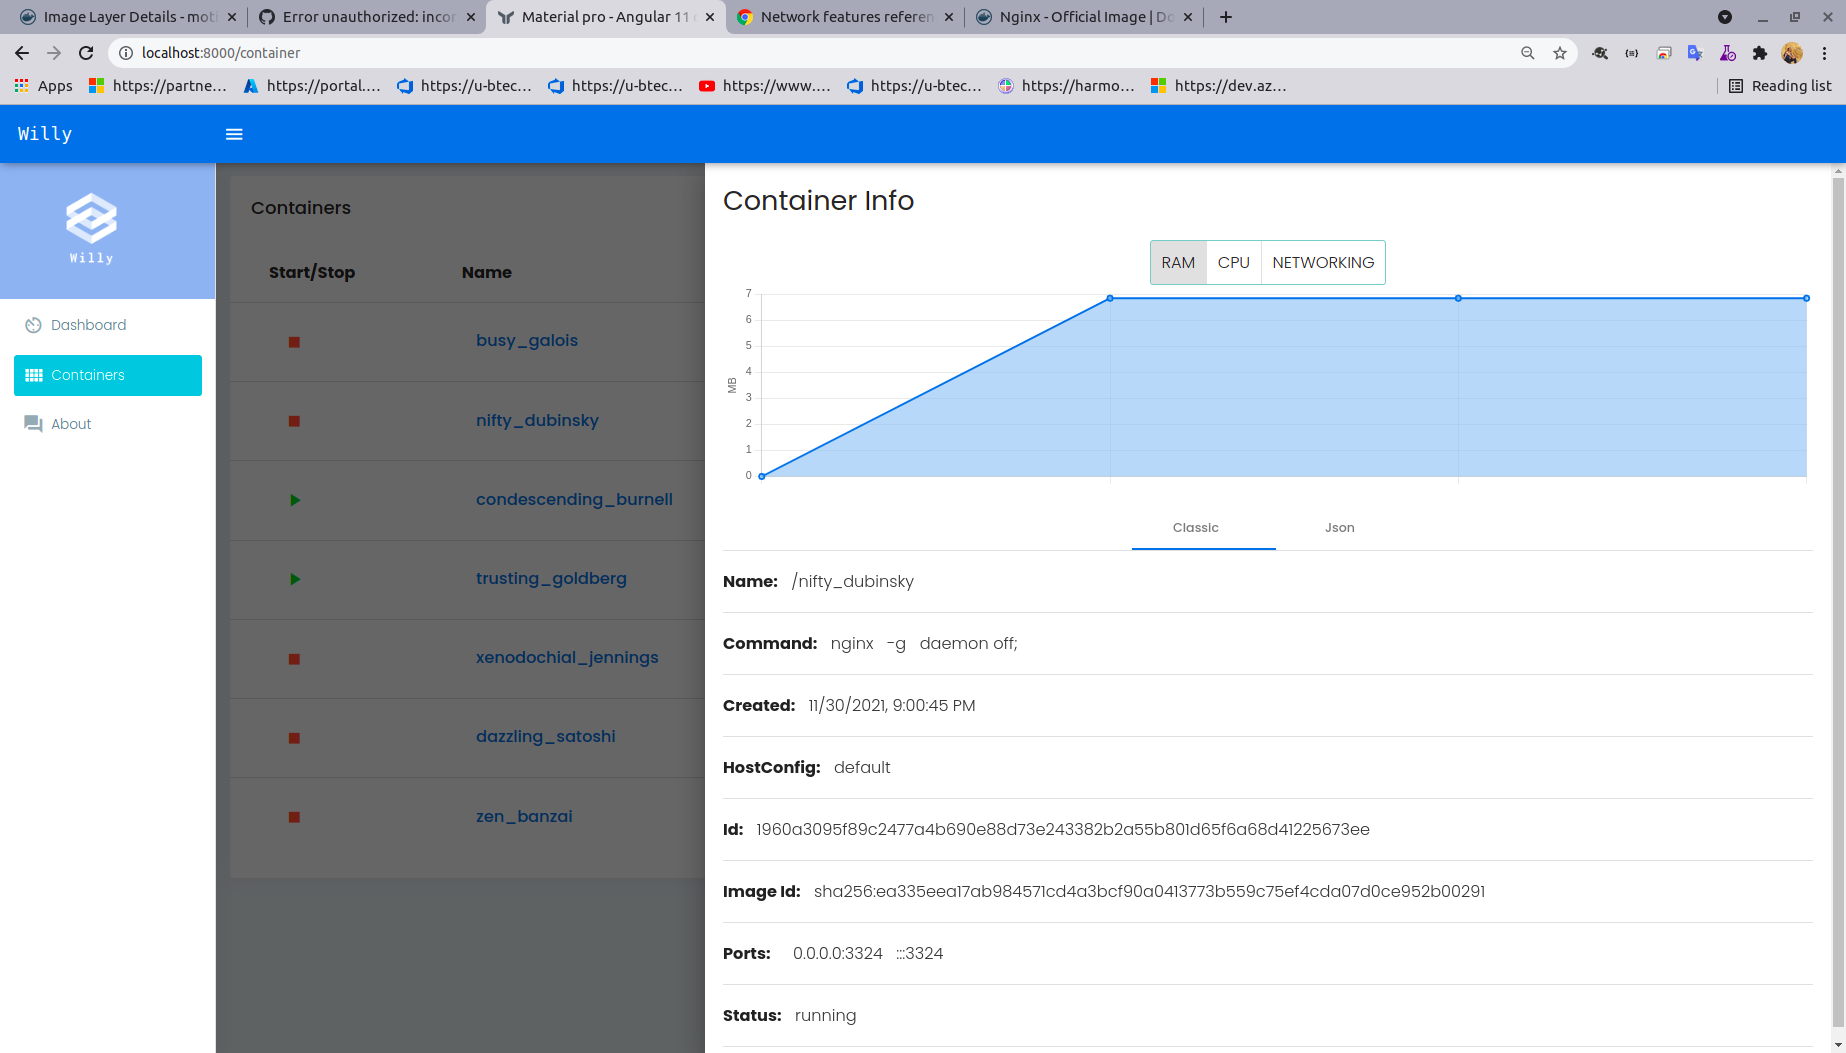 Image Layer Details - moti
Error unauthorized: incor
Material pro - Angular 11
Network features referen
Nginx - Official Image | Do
localhost:8000/container
Apps
https://partne...
https://portal....
https://u-btec...
https://u-btec...
https://www....
https://u-btec...
https://harmo...
https://dev.az...
Reading list
Willy
Willy
Dashboard
Containers
About
Containers
Start/Stop Name
busy_galois
nifty_dubinsky
condescending_burnell
trusting_goldberg
xenodochial_jennings
dazzling_satoshi
zen_banzai
Container Info
RAM CPU NETWORKING
7
6
5
4
3
2
1
0
MB
Classic Json
Name: /nifty_dubinsky
Command: nginx -g daemon off;
Created: 11/30/2021, 9:00:45 PM
HostConfig: default
Id: 1960a3095f89c2477a4b690e88d73e243382b2a55b801d65f6a68d41225673ee
Image Id: sha256:ea335eea17ab984571cd4a3bcf90a0413773b559c75ef4cda07d0ce952b00291
Ports: 0.0.0.0:3324 :::3324
Status: running